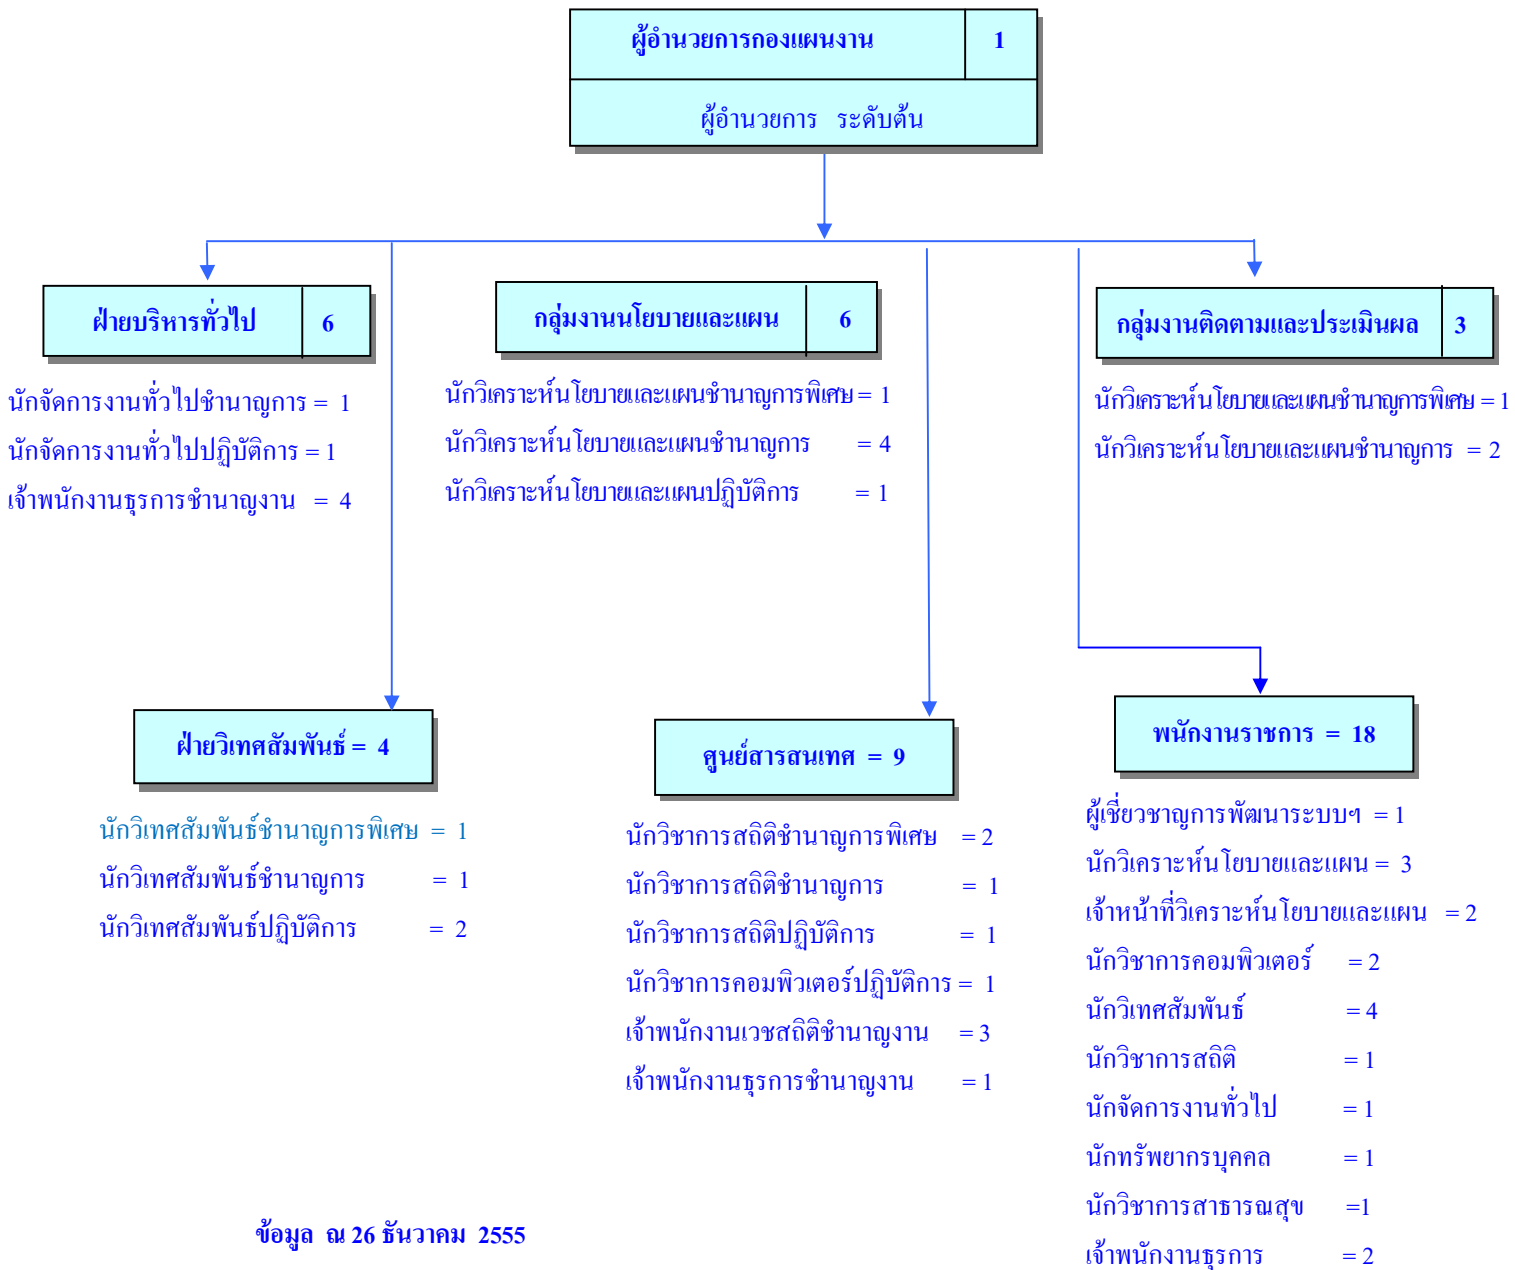 ผู้อำนวยการกองแผนงาน 1
ผู้อำนวยการ ระดับต้น
ฝ่ายบริหารทั่วไป 6
นักจัดการงานทั่วไปชำนาญการ = 1
นักจัดการงานทั่วไปปฏิบัติการ = 1
เจ้าพนักงานธุรการชำนาญงาน = 4
กลุ่มงานนโยบายและแผน 6
นักวิเคราะห์นโยบายและแผนชำนาญการพิเศษ = 1
นักวิเคราะห์นโยบายและแผนชำนาญการ = 4
นักวิเคราะห์นโยบายและแผนปฏิบัติการ = 1
กลุ่มงานติดตามและประเมินผล 3
นักวิเคราะห์นโยบายและแผนชำนาญการพิเศษ = 1
นักวิเคราะห์นโยบายและแผนชำนาญการ = 2
ฝ่ายวิเทศสัมพันธ์ = 4
นักวิเทศสัมพันธ์ชำนาญการพิเศษ = 1
นักวิเทศสัมพันธ์ชำนาญการ = 1
นักวิเทศสัมพันธ์ปฏิบัติการ = 2
ศูนย์สารสนเทศ = 9
นักวิชาการสถิติชำนาญการพิเศษ = 2
นักวิชาการสถิติชำนาญการ = 1
นักวิชาการสถิติปฏิบัติการ = 1
นักวิชาการคอมพิวเตอร์ปฏิบัติการ = 1
เจ้าพนักงานเวชสถิติชำนาญงาน = 3
เจ้าพนักงานธุรการชำนาญงาน = 1
พนักงานราชการ = 18
ผู้เชี่ยวชาญการพัฒนาระบบฯ = 1
นักวิเคราะห์นโยบายและแผน = 3
เจ้าหน้าที่วิเคราะห์นโยบายและแผน = 2
นักวิชาการคอมพิวเตอร์ = 2
นักวิเทศสัมพันธ์ = 4
นักวิชาการสถิติ = 1
นักจัดการงานทั่วไป = 1
นักทรัพยากรบุคคล = 1
นักวิชาการสาธารณสุข =1
เจ้าพนักงานธุรการ = 2
ข้อมูล ณ 26 ธันวาคม 2555